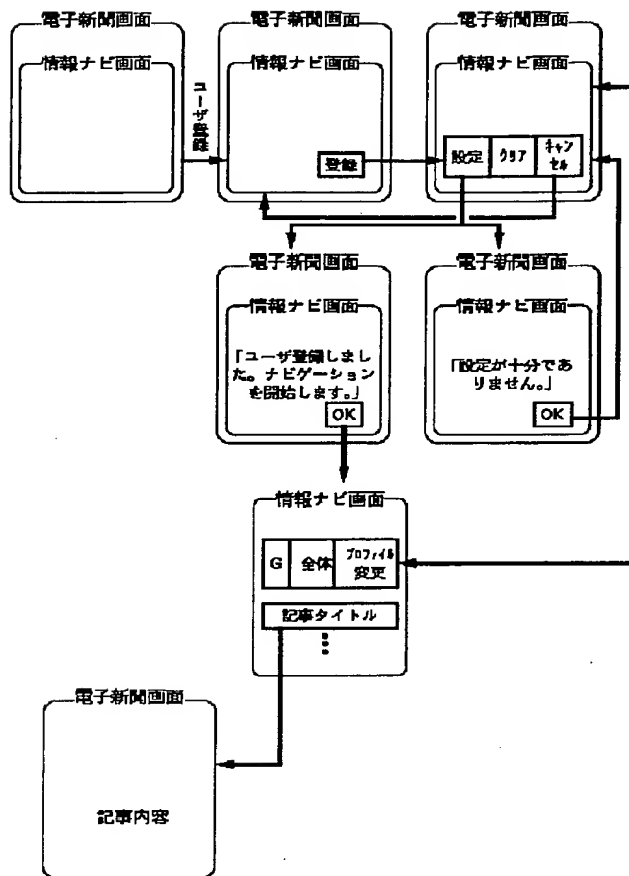 電子新聞画面
情報ナビ画面
ユーザ登録
電子新聞画面
情報ナビ画面
登録
電子新聞画面
情報ナビ画面
設定
クリア
キャン
セル
電子新聞画面
情報ナビ画面
「ユーザ登録しまし
た。ナビゲーション
を開始します。」
OK
電子新聞画面
情報ナビ画面
「設定が十分であ
りません。」
OK
情報ナビ画面
G
全体
プロファイル
変更
記事タイトル
電子新聞画面
記事内容